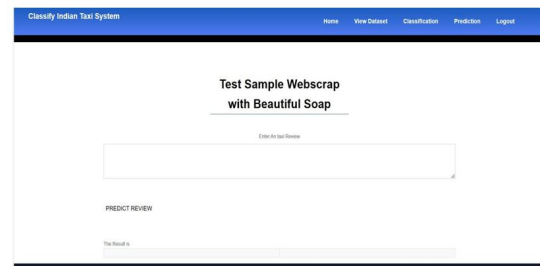 Classify Indian Taxi System
Home View Dataset Classification Prediction Logout
Test Sample Webscrap
with Beautiful Soap
Enter An taxi Review
PREDICT REVIEW
The Result is